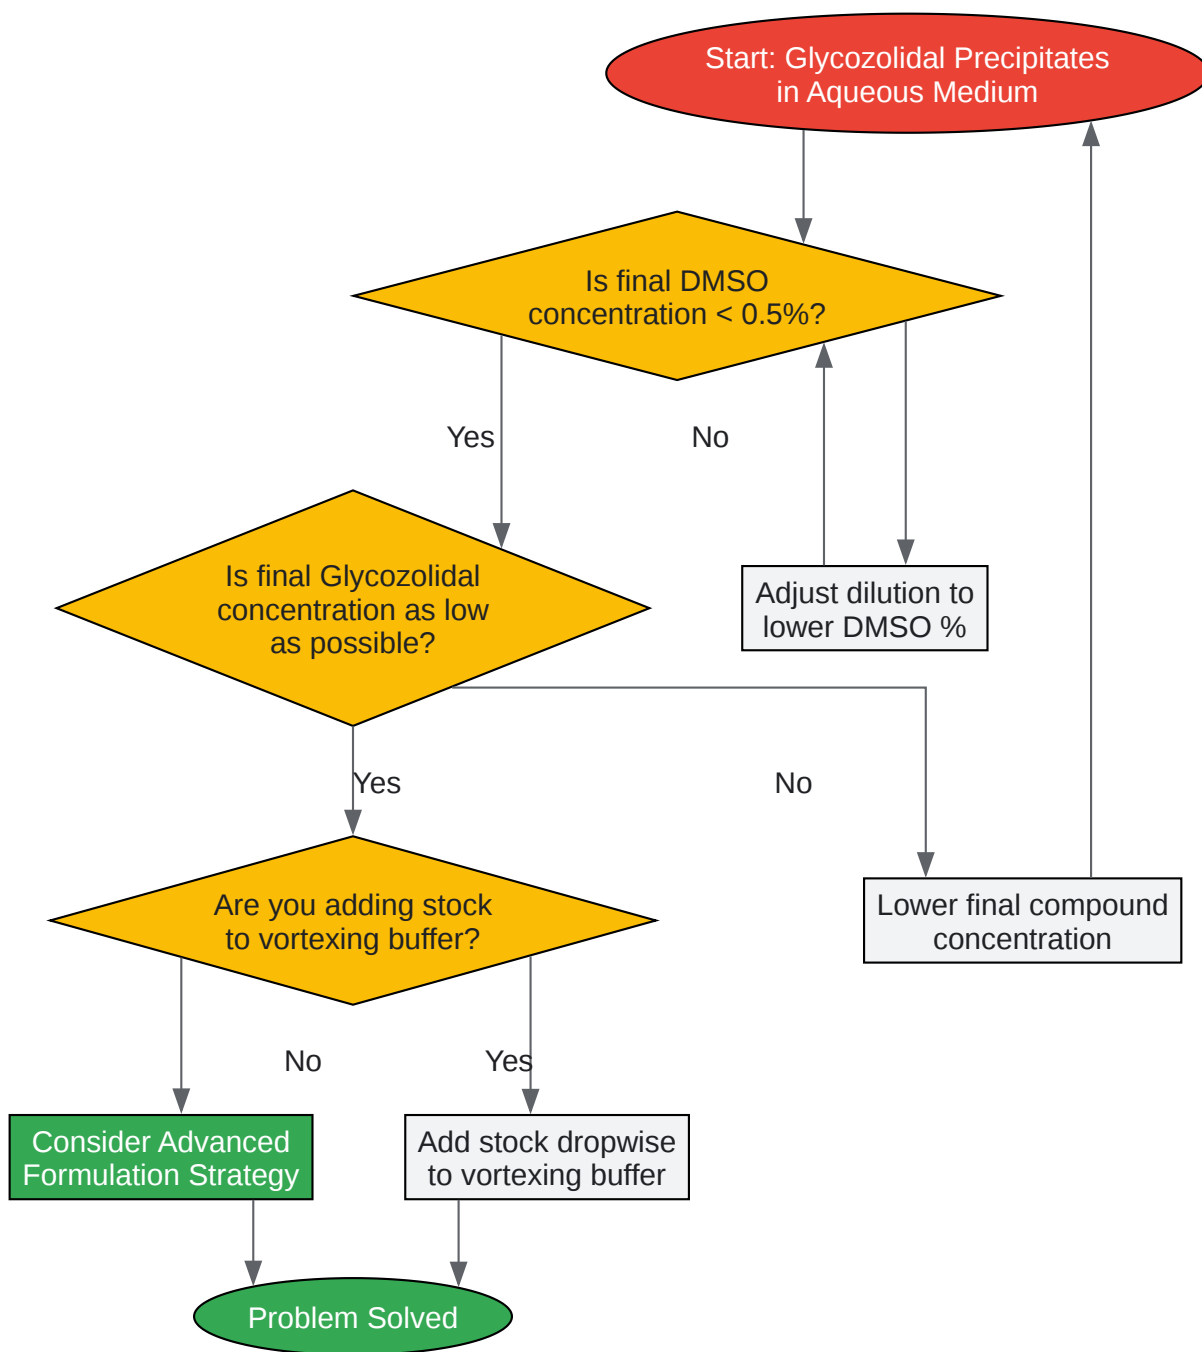 Start: Glycozolidal Precipitates
in Aqueous Medium
Is final DMSO
concentration < 0.5%?
Yes
No
Is final Glycozolidal
concentration as low
as possible?
Adjust dilution to
lower DMSO %
Yes
No
Are you adding stock
to vortexing buffer?
Lower final compound
concentration
No
Yes
Consider Advanced
Formulation Strategy
Add stock dropwise
to vortexing buffer
Problem Solved